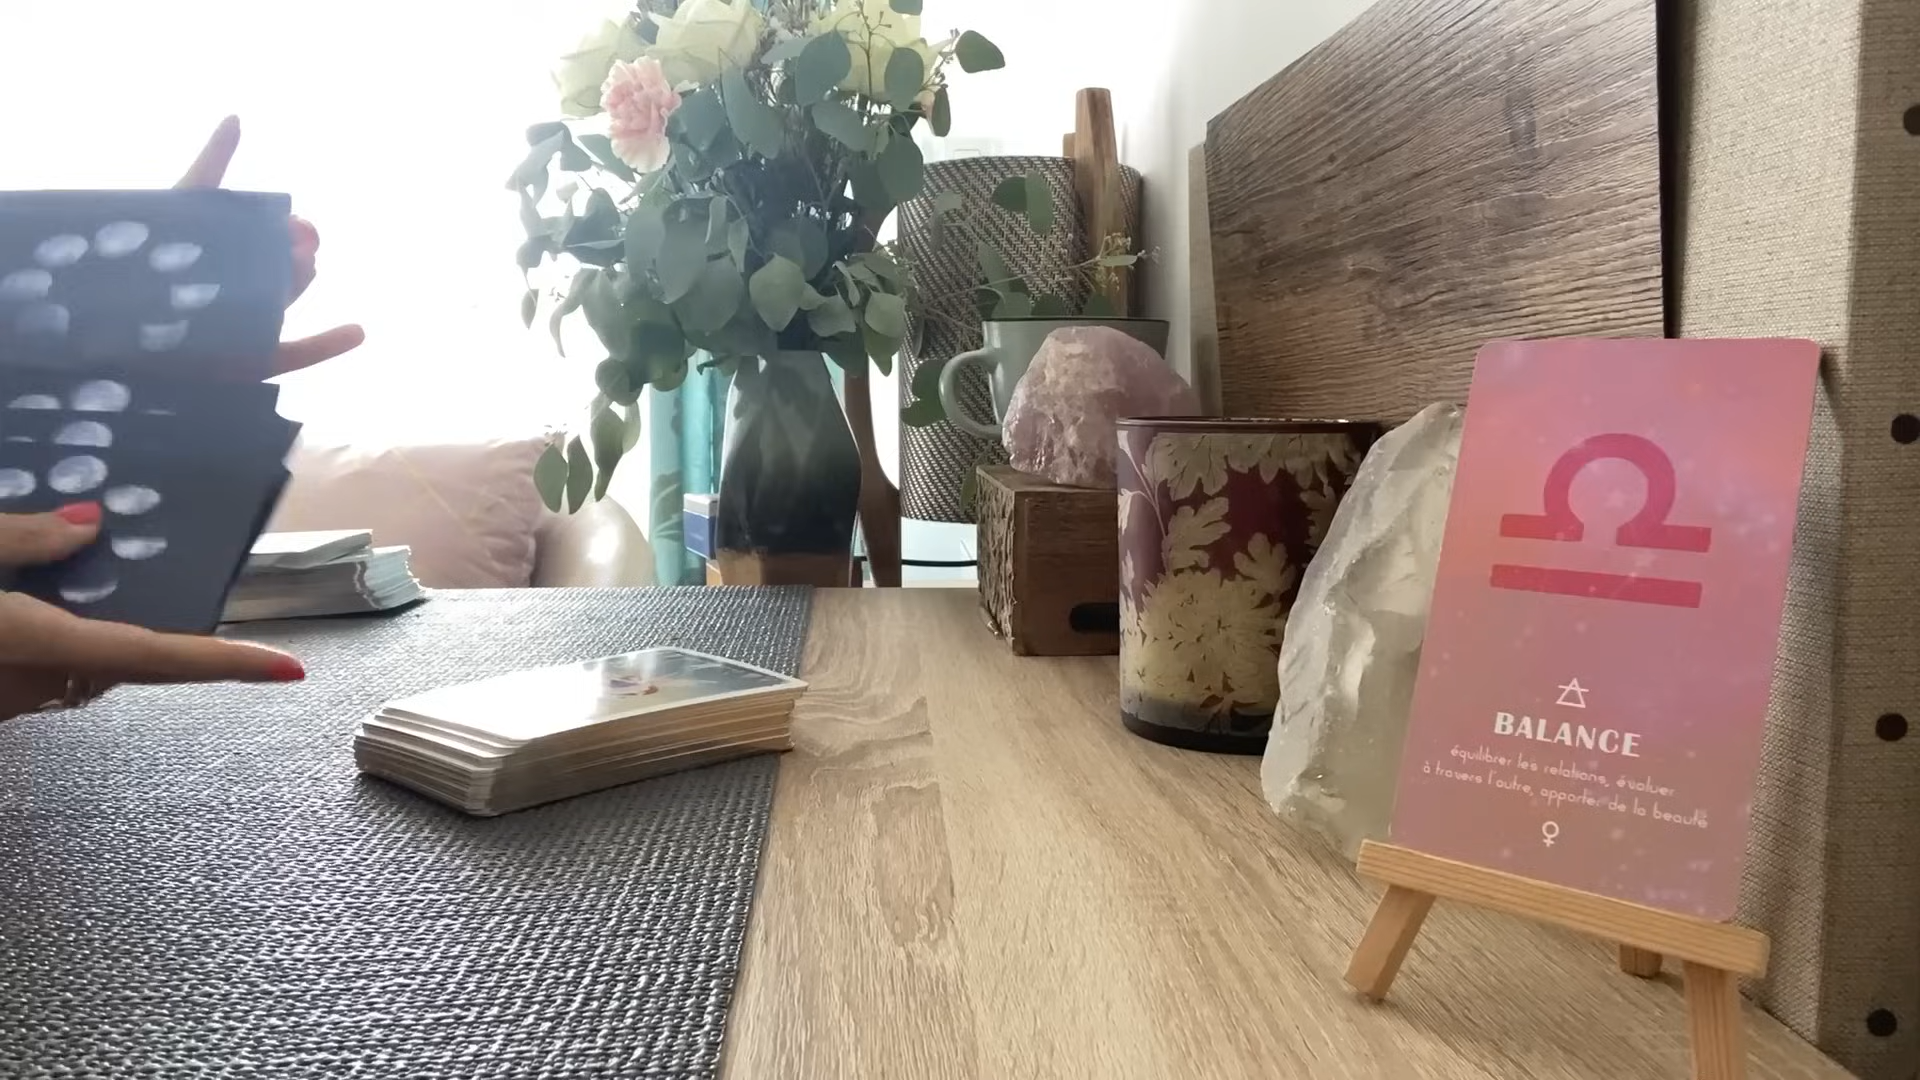 BALANCE
équilibrer les relations, évoluer
à travers l'autre, apporter de la beauté